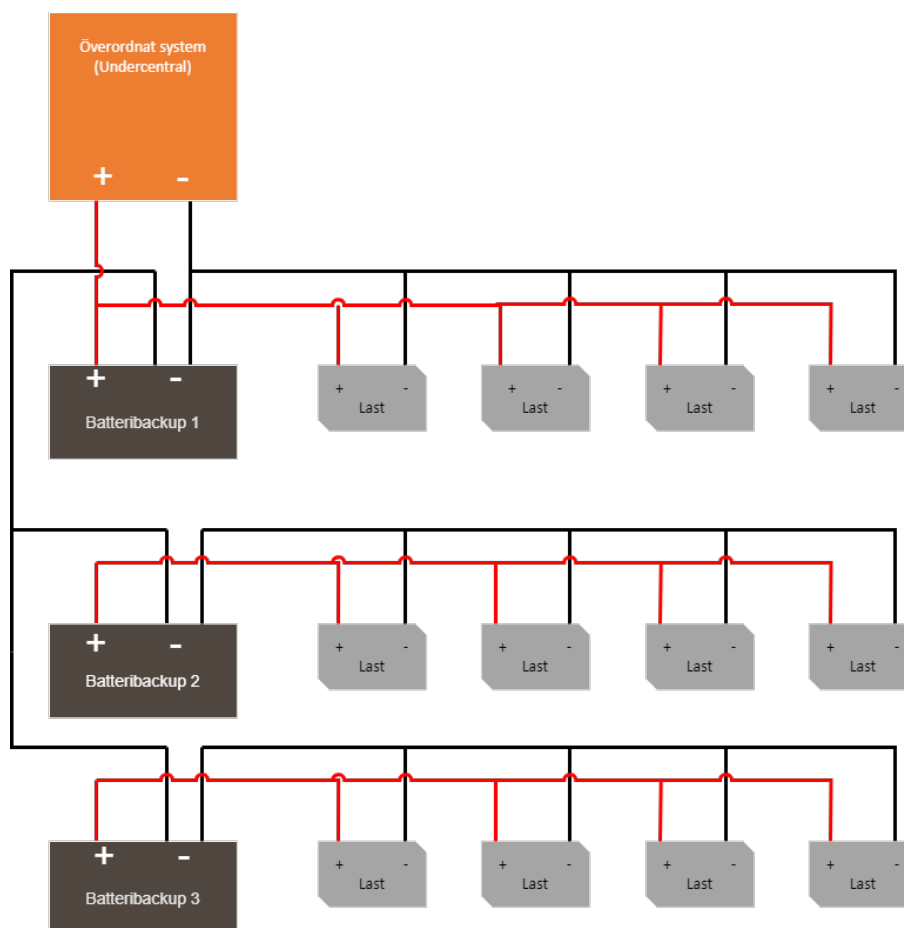 Överordnat system
(Undercentral)
+ -
+ -
Batteribackup 1
+ -
Last
+ -
Last
+ -
Last
+ -
Last
+ -
Batteribackup 2
+ -
Last
+ -
Last
+ -
Last
+ -
Last
+ -
Batteribackup 3
+ -
Last
+ -
Last
+ -
Last
+ -
Last